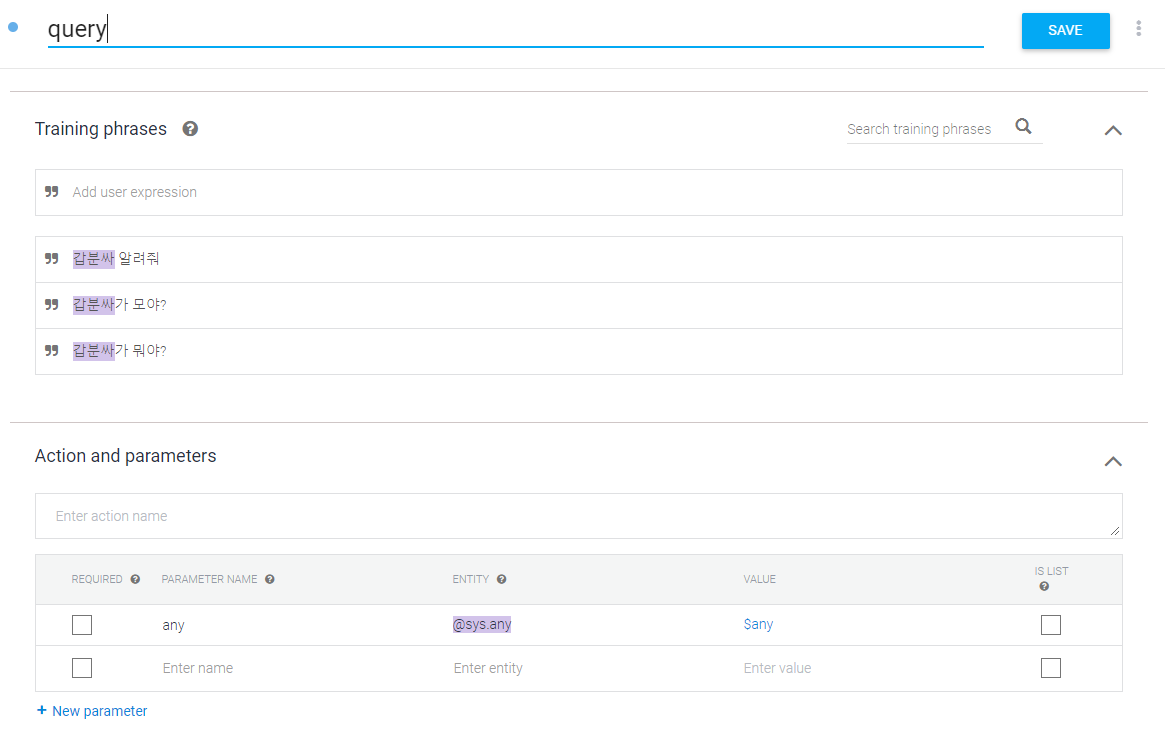 query
SAVE
Training phrases
Search training phrases
Add user expression
갑분싸 알려줘
갑분싸가 모야?
갑분싸가 뭐야?
Action and parameters
Enter action name
REQUIRED PARAMETER NAME ENTITY VALUE IS LIST
any @sys.any $any
Enter name Enter entity Enter value
+ New parameter